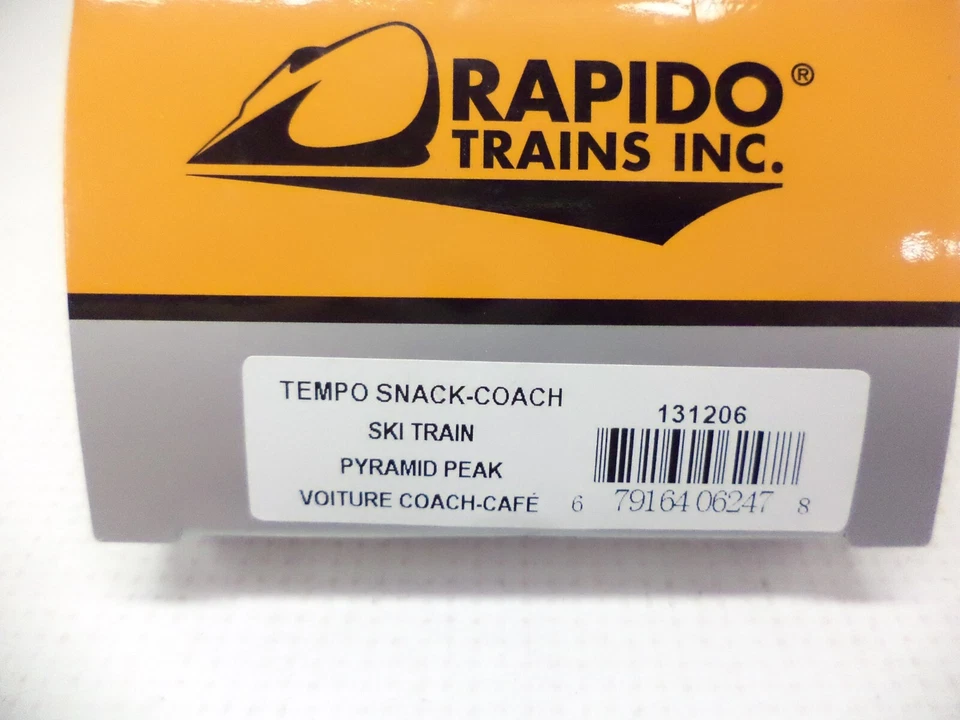 RAPIDO®
TRAINS INC.
TEMPO SNACK-COACH
SKI TRAIN
PYRAMID PEAK
VOITURE COACH-CAFÉ
131206
6 79164 06247 8